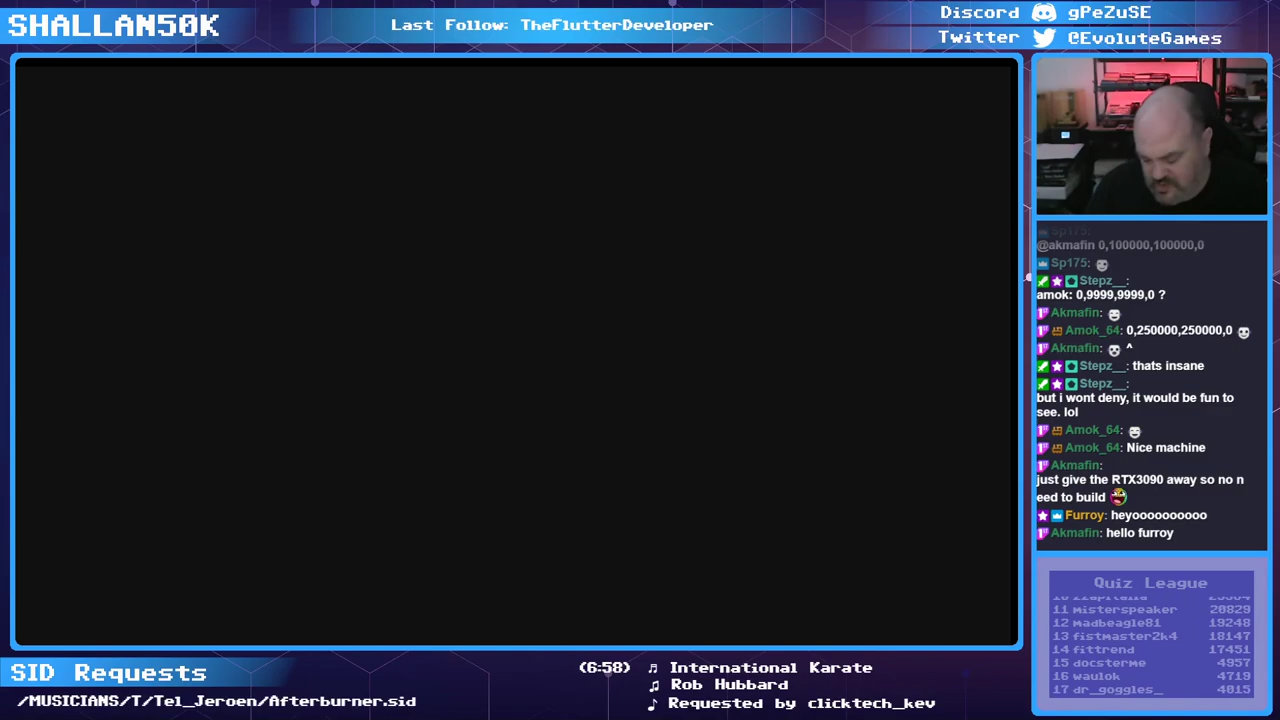 SHALLAN50K
Last Follow: TheFlutterDeveloper
Discord gPeZuSE
Twitter @EvoluteGames
Sp175:
@akmafin 0,100000,100000,0
Sp175:
Stepz__:
amok: 0,9999,9999,0 ?
Akmafin:
Amok_64: 0,250000,250000,0
Akmafin: ^
Stepz__: thats insane
Stepz__:
but i wont deny, it would be fun to
see. lol
Amok_64:
Amok_64: Nice machine
Akmafin:
just give the RTX3090 away so no n
eed to build
Furroy: heyoooooooooo
Akmafin: hello furroy
Quiz League
11 misterspeaker 20829
12 madbeagle81 19248
13 fistmaster2k4 18147
14 fittrend 17451
15 docsterme 4957
16 waulok 4719
17 dr_goggles_ 4015
SID Requests
/MUSICIANS/T/Tel_Jeroen/Afterburner.sid
(6:58) International Karate
Rob Hubbard
Requested by clicktech_kev